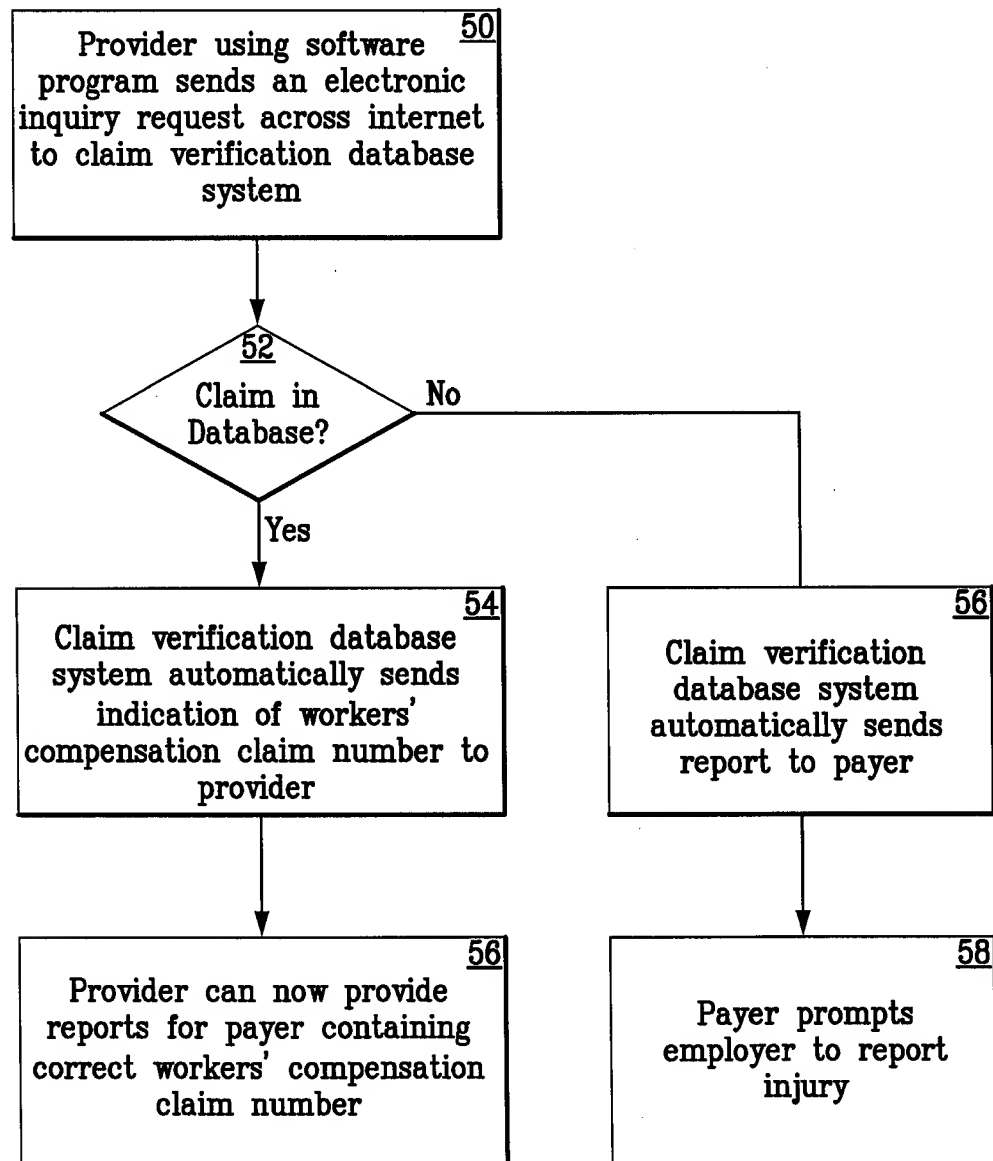 50
Provider using software
program sends an electronic
inquiry request across internet
to claim verification database
system
52
Claim in
Database?
No
Yes
54
Claim verification database
system automatically sends
indication of workers'
compensation claim number to
provider
56
Claim verification
database system
automatically sends
report to payer
56
Provider can now provide
reports for payer containing
correct workers' compensation
claim number
58
Payer prompts
employer to report
injury